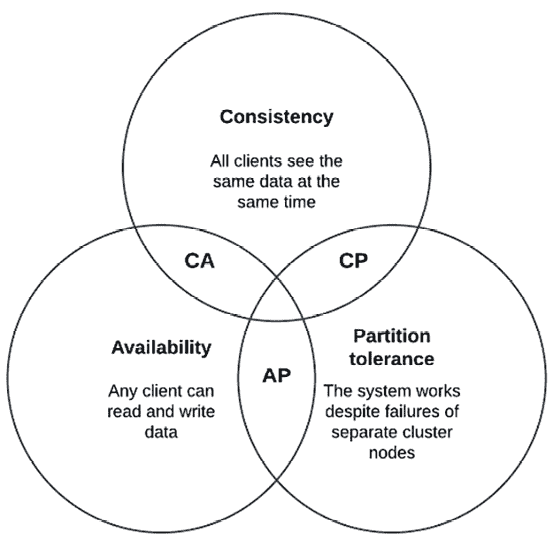 Consistency
All clients see the
same data at the
same time
CA
CP
Availability
Any client can
read and write
data
AP
Partition
tolerance
The system works
despite failures of
separate cluster
nodes